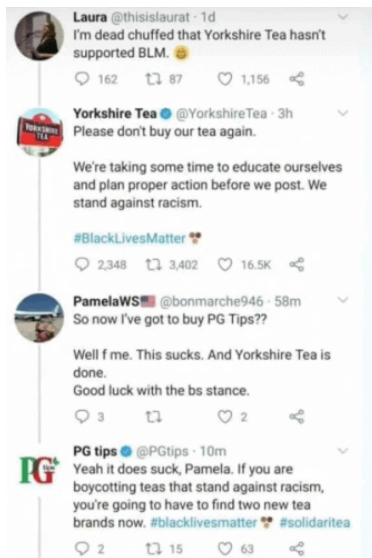 Laura @thisislaurat · 1d
I'm dead chuffed that Yorkshire Tea hasn't
supported BLM.
162 87 1,156
YORKSHIRE
TEA
Yorkshire Tea @YorkshireTea · 3h
Please don't buy our tea again.
We're taking some time to educate ourselves
and plan proper action before we post. We
stand against racism.
#BlackLivesMatter
2,348 3,402 16.5K
PamelaWS @bonmarche946 · 58m
So now I've got to buy PG Tips??
Well f me. This sucks. And Yorkshire Tea is
done.
Good luck with the bs stance.
3 2
PG
PG tips @PGtips · 10m
Yeah it does suck, Pamela. If you are
boycotting teas that stand against racism,
you're going to have to find two new tea
brands now. #blacklivesmatter #solidaritea
2 15 63